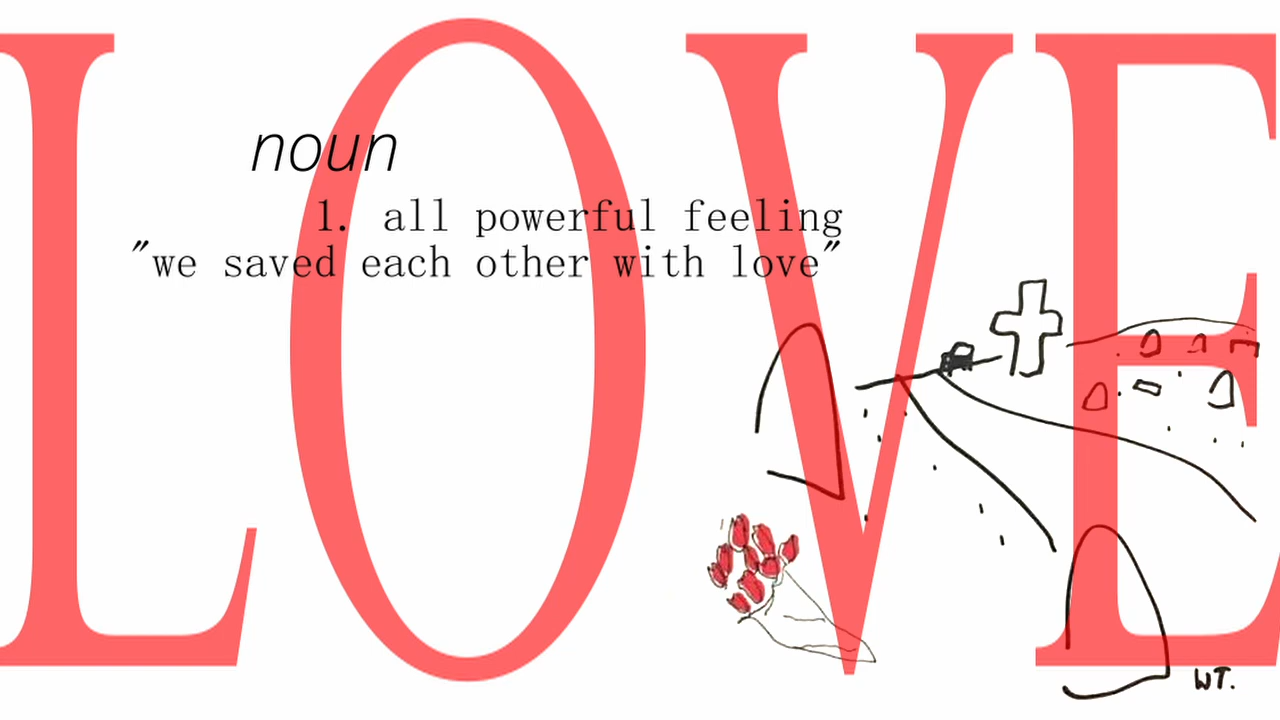 LOVE
noun
1. all powerful feeling
"we saved each other with love"
WT.